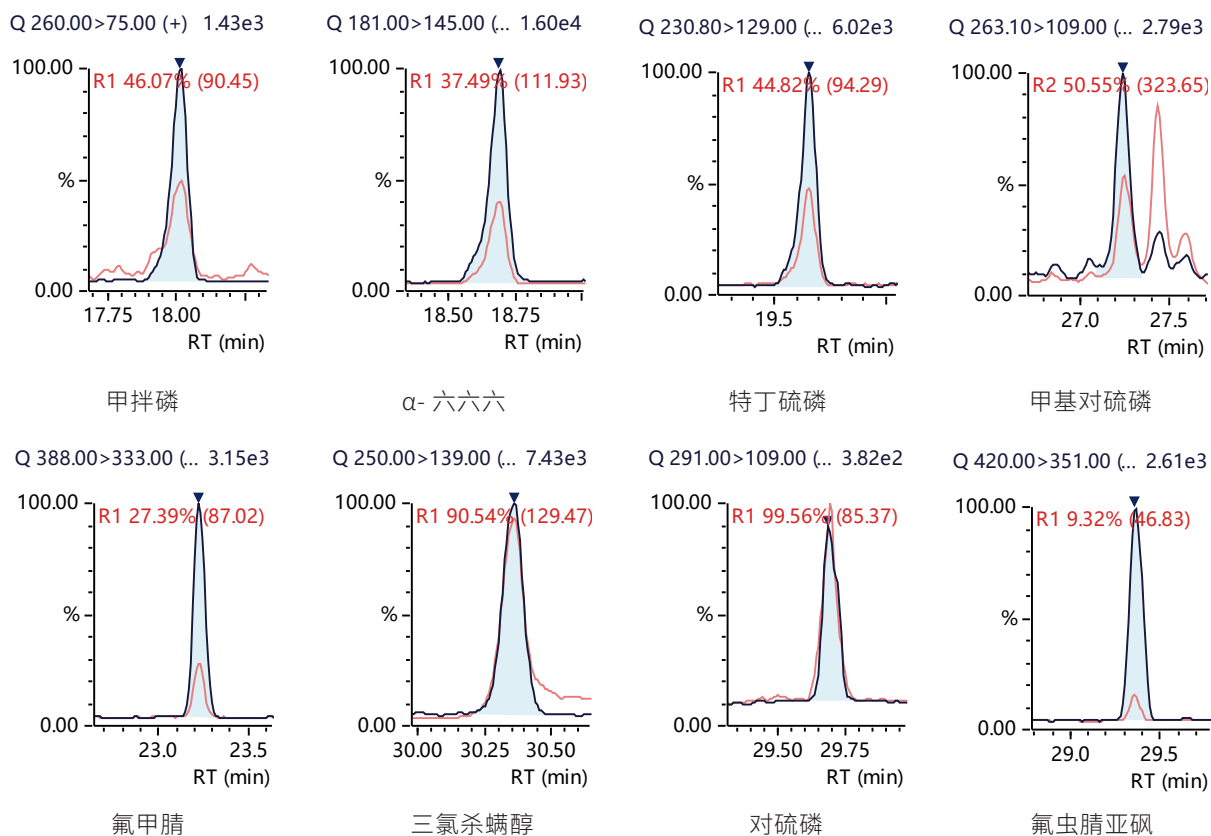 Q 260.00>75.00 (+) 1.43e3
100.00
R1 46.07% (90.45)
%
0.00
17.75 18.00
RT (min)
甲拌磷
Q 181.00>145.00 (... 1.60e4
100.00
R1 37.49% (111.93)
%
0.00
18.50 18.75
RT (min)
α- 六六六
Q 230.80>129.00 (... 6.02e3
100.00
R1 44.82% (94.29)
%
0.00
19.5
RT (min)
特丁硫磷
Q 263.10>109.00 (... 2.79e3
100.00
R2 50.55% (323.65)
%
0.00
27.0 27.5
RT (min)
甲基对硫磷
Q 388.00>333.00 (... 3.15e3
100.00
R1 27.39% (87.02)
%
0.00
23.0 23.5
RT (min)
氟甲腈
Q 250.00>139.00 (... 7.43e3
100.00
R1 90.54% (129.47)
%
0.00
30.00 30.25 30.50
RT (min)
三氯杀螨醇
Q 291.00>109.00 (... 3.82e2
100.00
R1 99.56% (85.37)
%
0.00
29.50 29.75
RT (min)
对硫磷
Q 420.00>351.00 (... 2.61e3
100.00
R1 9.32% (46.83)
%
0.00
29.0 29.5
RT (min)
氟虫腈亚砜